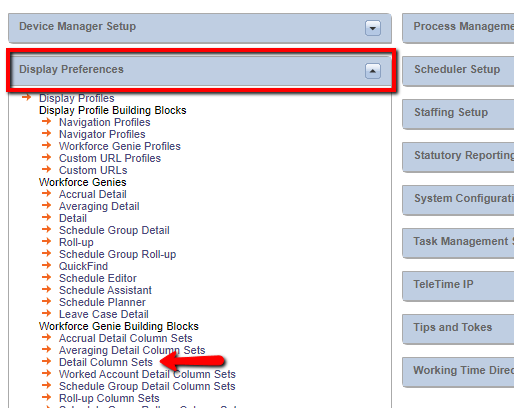 Device Manager Setup
Display Preferences
Display Profiles
Display Profile Building Blocks
Navigation Profiles
Navigator Profiles
Workforce Genie Profiles
Custom URL Profiles
Custom URLs
Workforce Genies
Accrual Detail
Averaging Detail
Detail
Schedule Group Detail
Roll-up
Schedule Group Roll-up
QuickFind
Schedule Editor
Schedule Assistant
Schedule Planner
Leave Case Detail
Workforce Genie Building Blocks
Accrual Detail Column Sets
Averaging Detail Column Sets
Detail Column Sets
Worked Account Detail Column Sets
Schedule Group Detail Column Sets
Roll-up Column Sets
Process Manageme
Scheduler Setup
Staffing Setup
Statutory Reporting
System Configurati
Task Management S
TeleTime IP
Tips and Tokes
Working Time Direc